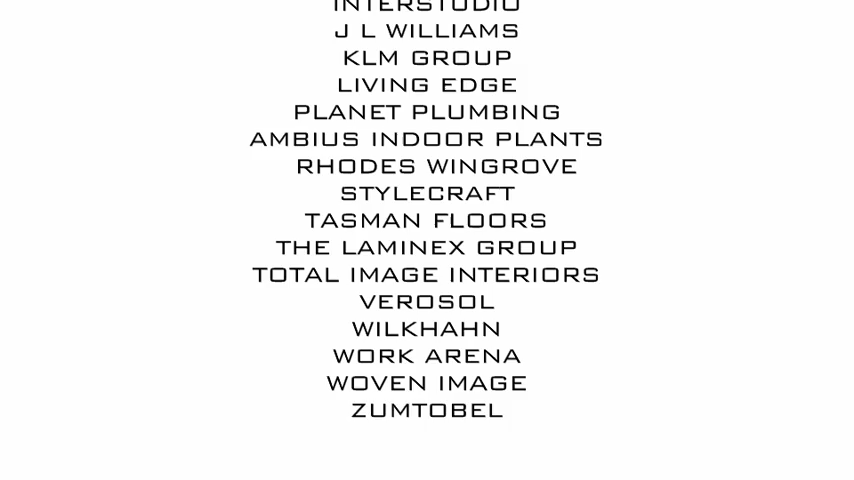 INTERSTUDIO
J L WILLIAMS
KLM GROUP
LIVING EDGE
PLANET PLUMBING
AMBIUS INDOOR PLANTS
RHODES WINGROVE
STYLECRAFT
TASMAN FLOORS
THE LAMINEX GROUP
TOTAL IMAGE INTERIORS
VEROSOL
WILKHAHN
WORK ARENA
WOVEN IMAGE
ZUMTOBEL